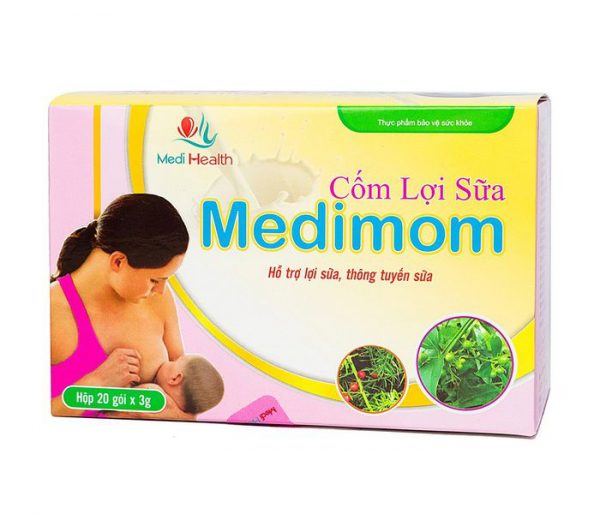 Thực phẩm bảo vệ sức khỏe
Medi Health
Cốm Lợi Sữa
Medimom
Hỗ trợ lợi sữa, thông tuyến sữa
Hộp 20 gói x 3g